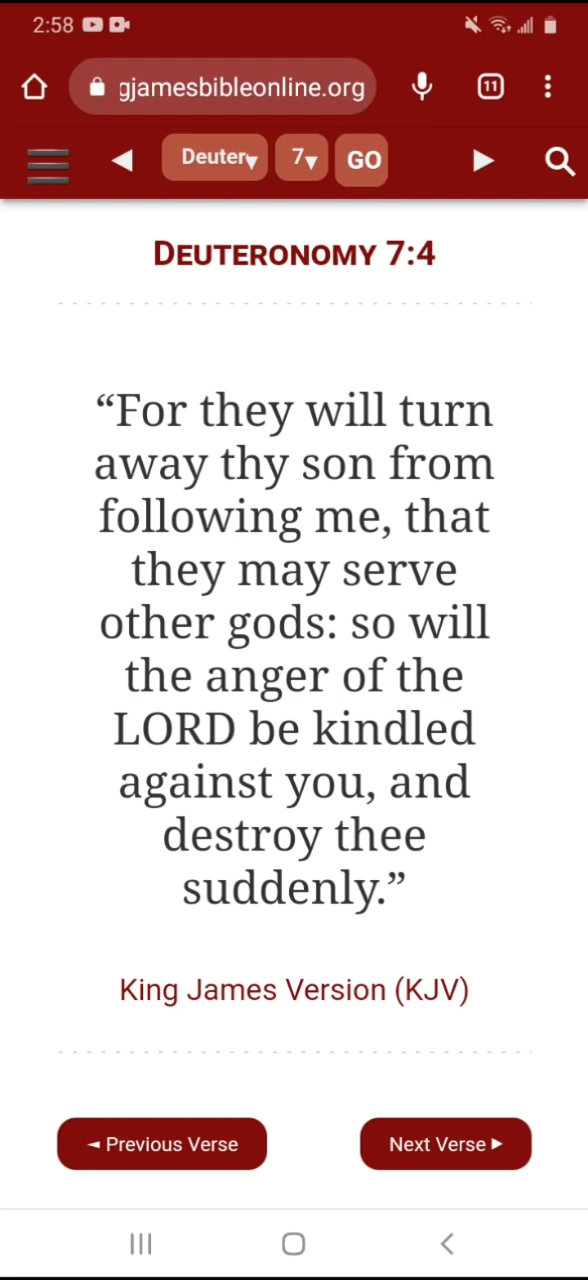 2:58
gjamesbibleonline.org
11
Deuter
7
GO
DEUTERONOMY 7:4
“For they will turn
away thy son from
following me, that
they may serve
other gods: so will
the anger of the
LORD be kindled
against you, and
destroy thee
suddenly.”
King James Version (KJV)
◄ Previous Verse
Next Verse ►